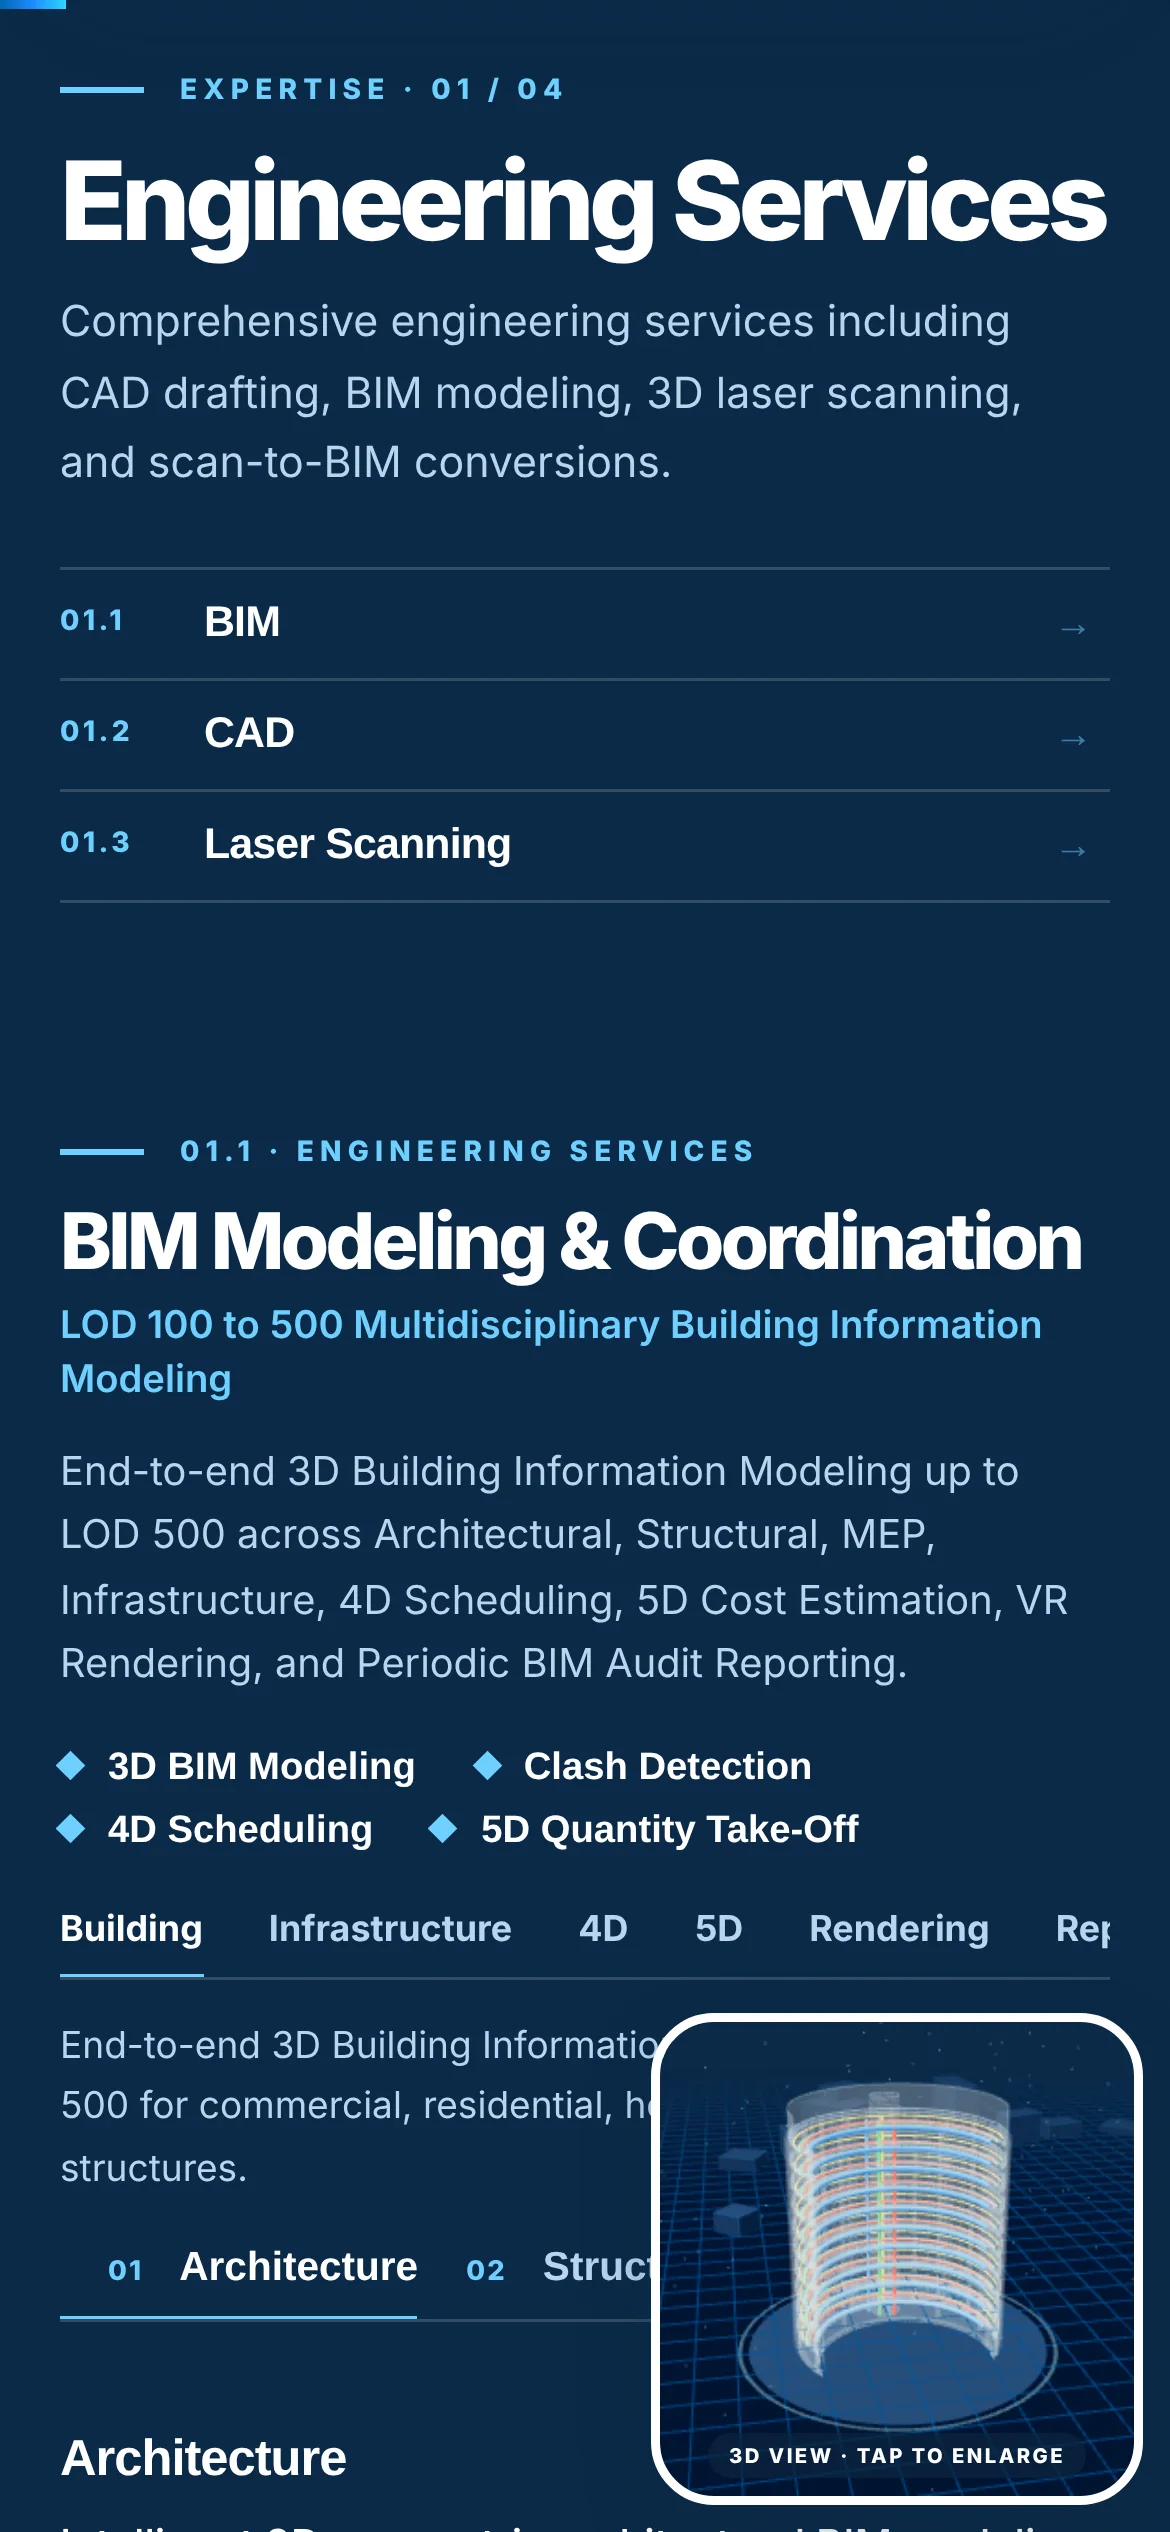 EXPERTISE · 01 / 04
Engineering Services
Comprehensive engineering services including
CAD drafting, BIM modeling, 3D laser scanning,
and scan-to-BIM conversions.
01.1 BIM →
01.2 CAD →
01.3 Laser Scanning →
01.1 · ENGINEERING SERVICES
BIM Modeling & Coordination
LOD 100 to 500 Multidisciplinary Building Information
Modeling
End-to-end 3D Building Information Modeling up to
LOD 500 across Architectural, Structural, MEP,
Infrastructure, 4D Scheduling, 5D Cost Estimation, VR
Rendering, and Periodic BIM Audit Reporting.
◆ 3D BIM Modeling ◆ Clash Detection
◆ 4D Scheduling ◆ 5D Quantity Take-Off
Building Infrastructure 4D 5D Rendering
End-to-end 3D Building
500 for commercial, residential,
structures.
01 Architecture 02
3D VIEW · TAP TO ENLARGE
Architecture